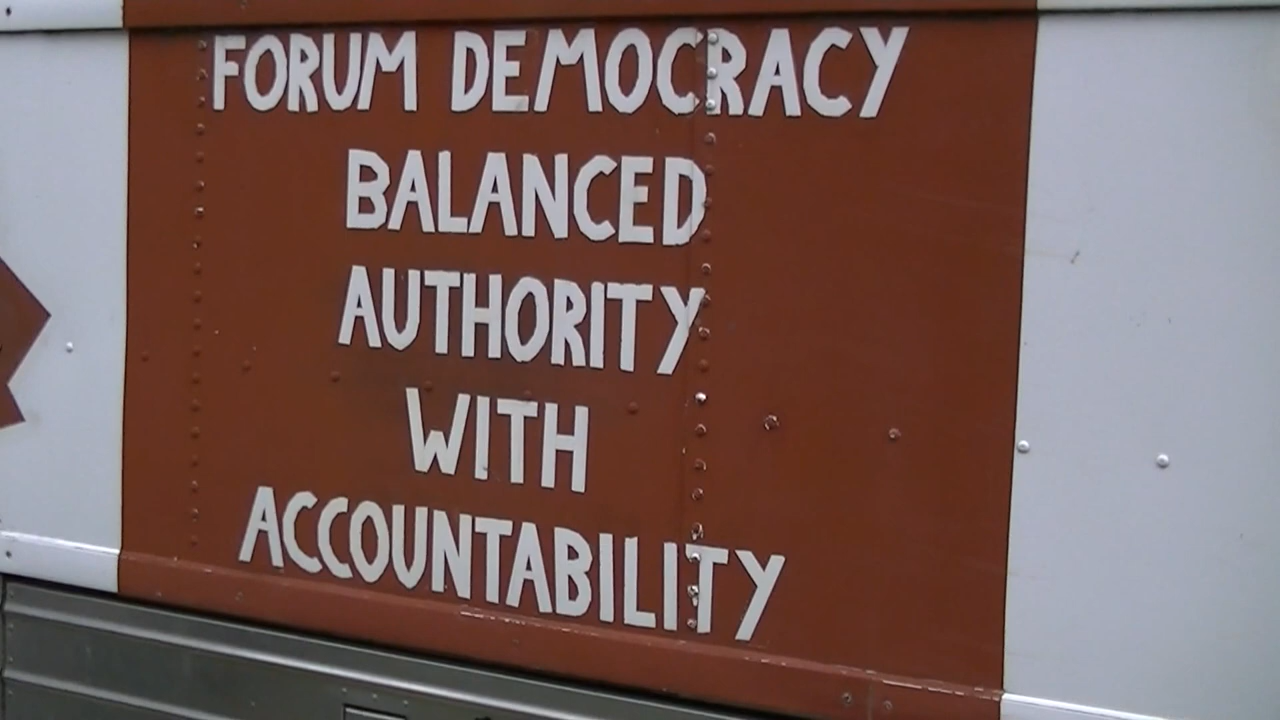 FORUM DEMOCRACY
BALANCED
AUTHORITY
WITH
ACCOUNTABILITY